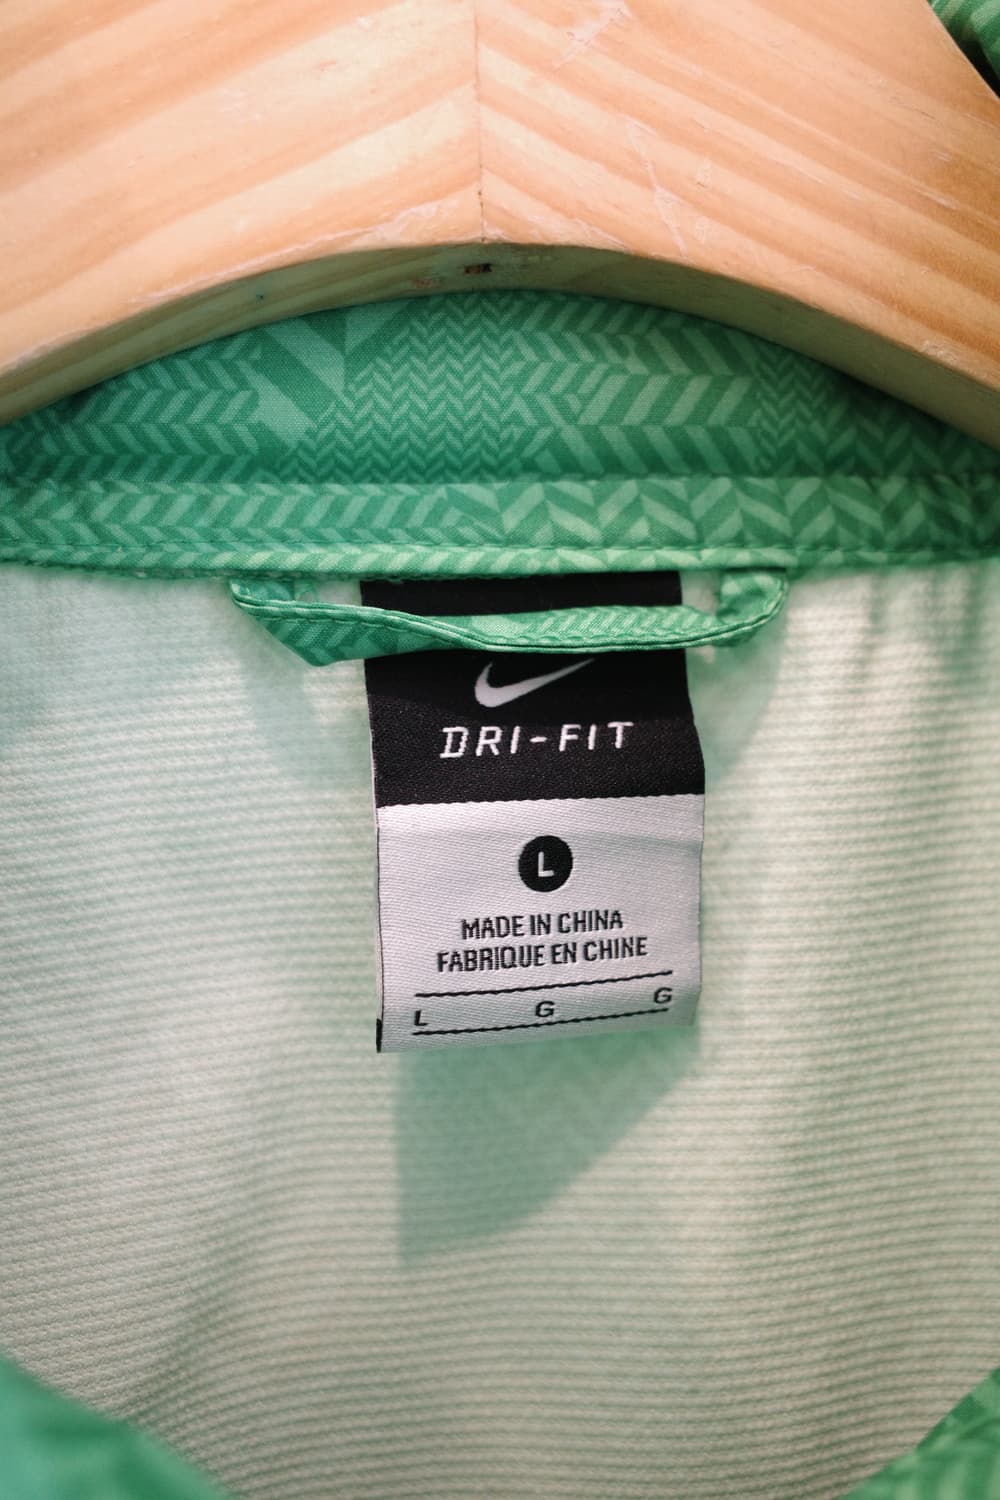 DRI-FIT
L
MADE IN CHINA
FABRIQUE EN CHINE
L G G